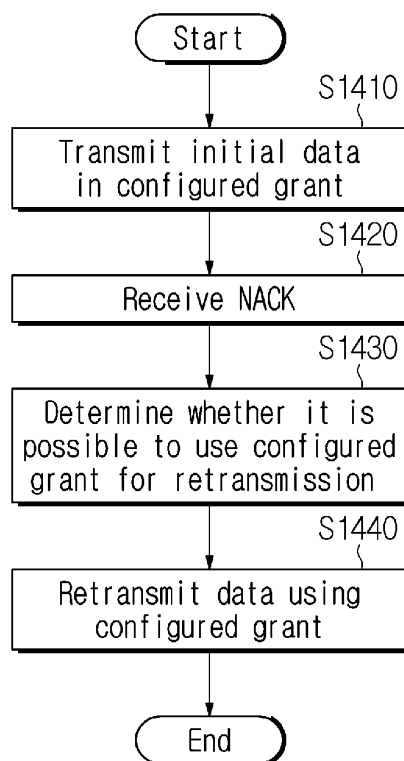 Start
S1410
Transmit initial data
in configured grant
S1420
Receive NACK
S1430
Determine whether it is
possible to use configured
grant for retransmission
S1440
Retransmit data using
configured grant
End